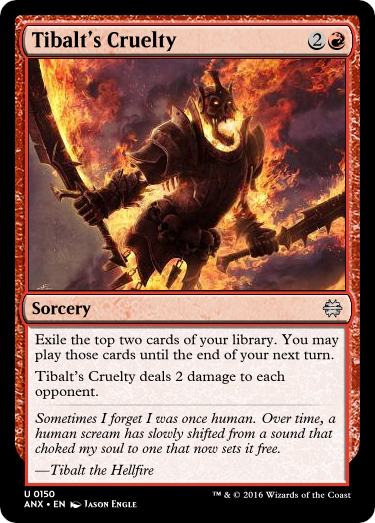 Tibalt's Cruelty 2
Sorcery
Exile the top two cards of your library. You may
play those cards until the end of your next turn.
Tibalt's Cruelty deals 2 damage to each
opponent.
Sometimes I forget I was once human. Over time, a
human scream has slowly shifted from a sound that
choked my soul to one that now sets it free.
—Tibalt the Hellfire
U 0150
ANX • EN Jason Engle
™ & © 2016 Wizards of the Coast